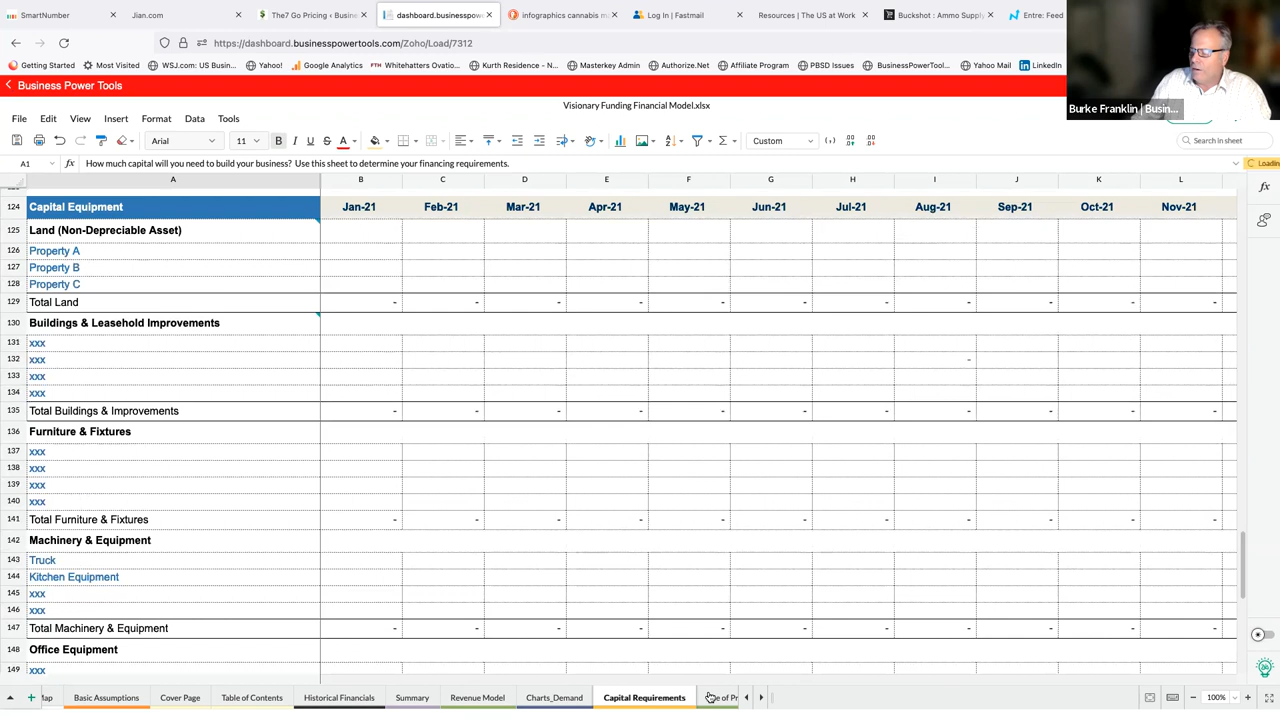 SmartNumber
Jian.com
The7 Go Pricing ‹ Busine
dashboard.businesspowe
infographics cannabis m
Log In | Fastmail
Resources | The US at Work
Buckshot : Ammo Supply
Entre: Feed
https://dashboard.businesspowertools.com/Zoho/Load/7312
Getting Started Most Visited WSJ.com: US Busin... Yahoo! Google Analytics FTN Whitehatters Ovatio... Kurth Residence - N... Masterkey Admin Authorize.Net Affiliate Program PBSD Issues BusinessPowerTool... Yahoo Mail LinkedIn
Burke Franklin | Busin...
Business Power Tools
Visionary Funding Financial Model.xlsx
File Edit View Insert Format Data Tools
Arial 11 B I U S A Custom Search in sheet
A1 fx How much capital will you need to build your business? Use this sheet to determine your financing requirements. Loading
A B C D E F G H I J K L
124 Capital Equipment Jan-21 Feb-21 Mar-21 Apr-21 May-21 Jun-21 Jul-21 Aug-21 Sep-21 Oct-21 Nov-21
125 Land (Non-Depreciable Asset)
126 Property A
127 Property B
128 Property C
129 Total Land - - - - - - - - - - -
130 Buildings & Leasehold Improvements
131 xxx
132 xxx -
133 xxx
134 xxx
135 Total Buildings & Improvements - - - - - - - - - - -
136 Furniture & Fixtures
137 xxx
138 xxx
139 xxx
140 xxx
141 Total Furniture & Fixtures - - - - - - - - - - -
142 Machinery & Equipment
143 Truck
144 Kitchen Equipment
145 xxx
146 xxx
147 Total Machinery & Equipment - - - - - - - - - - -
148 Office Equipment
149 xxx
Map Basic Assumptions Cover Page Table of Contents Historical Financials Summary Revenue Model Charts_Demand Capital Requirements e of Pr 100%